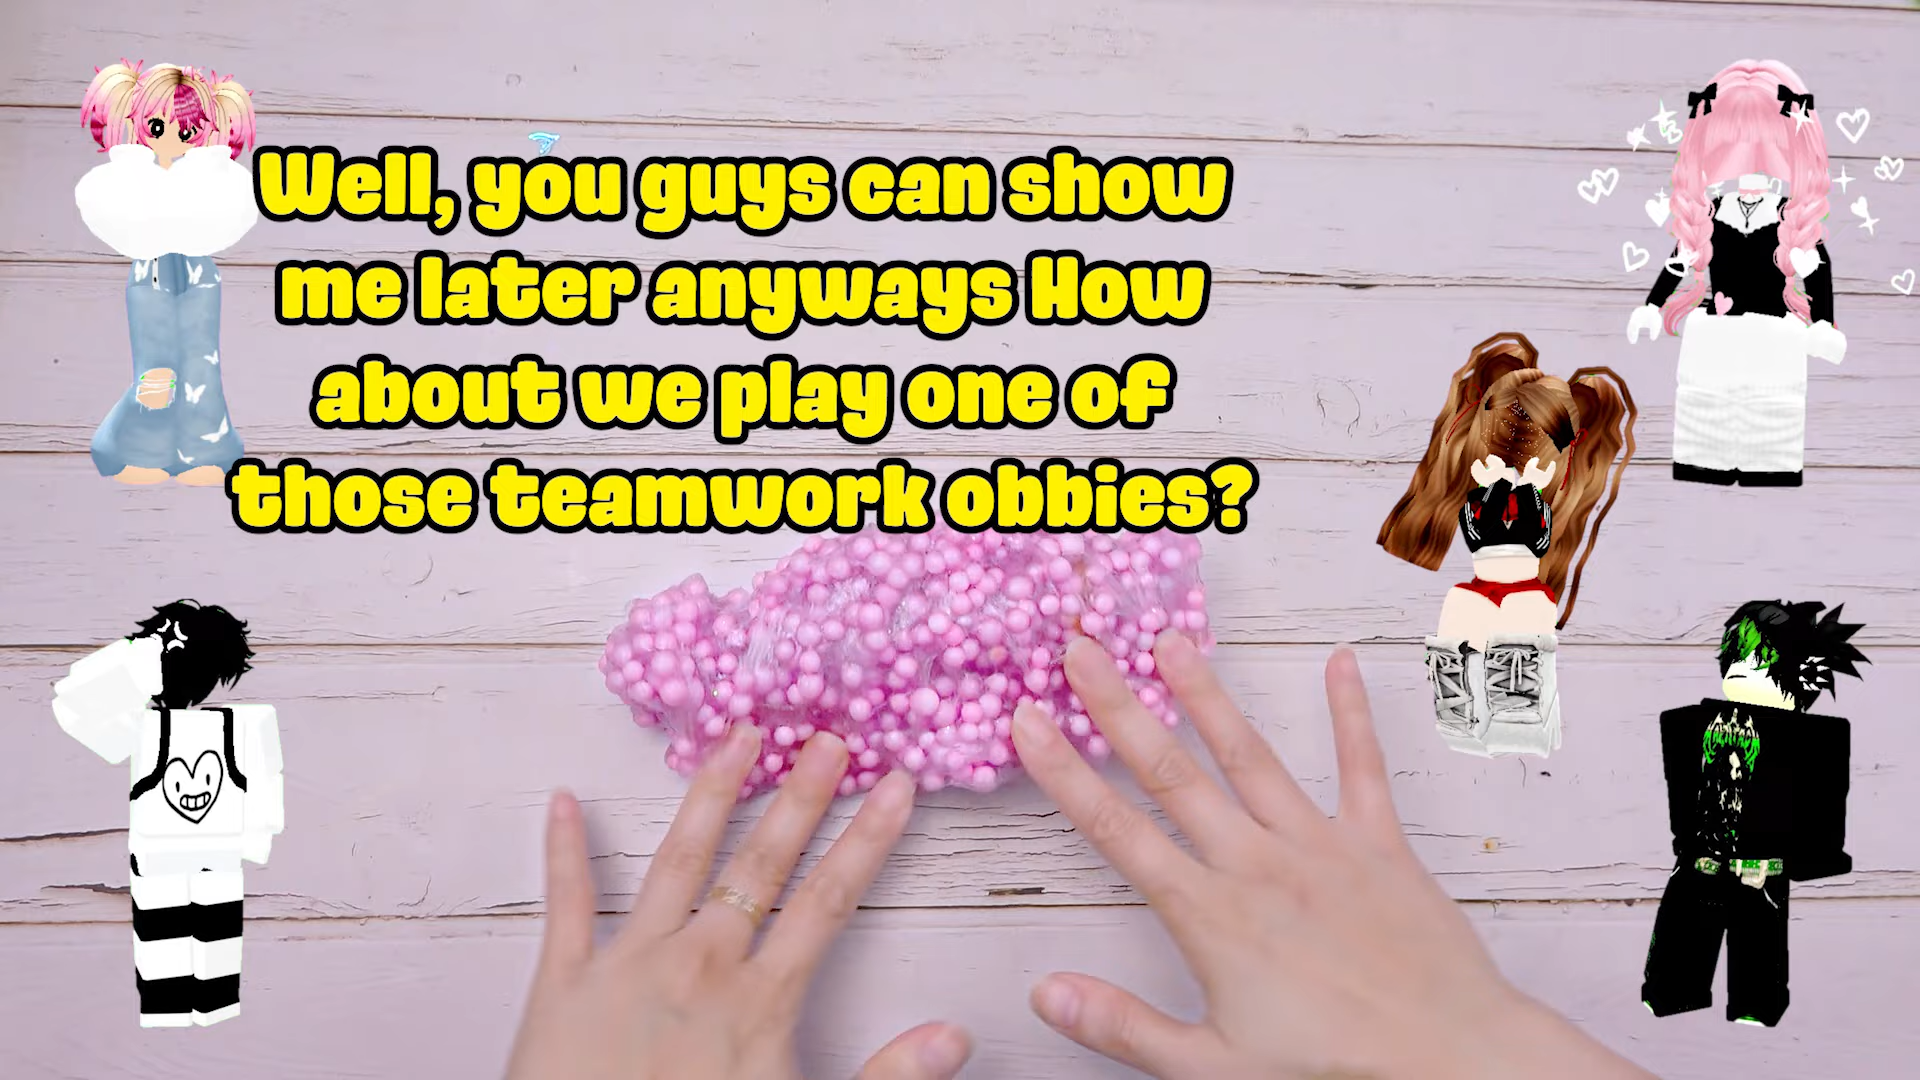 Well, you guys can show
me later anyways How
about we play one of
those teamwork obbies?